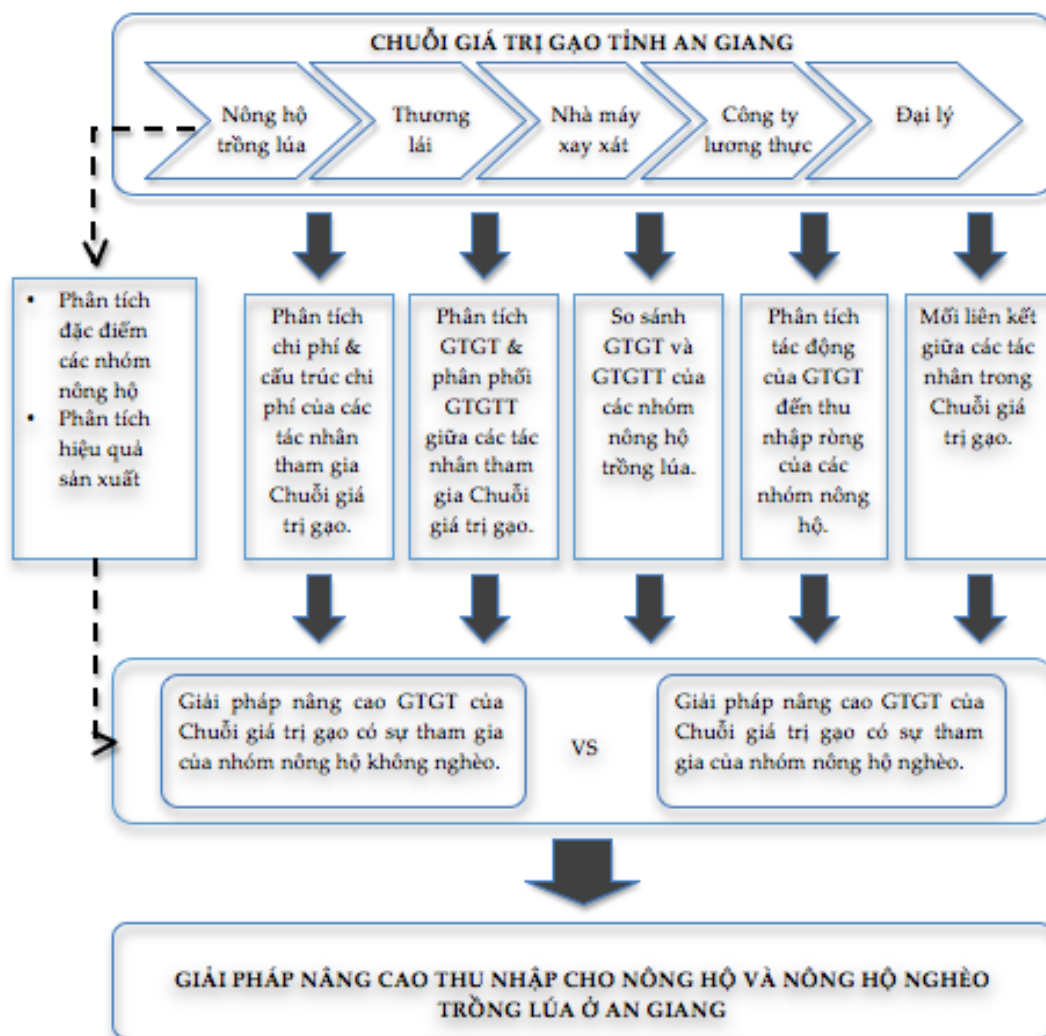 CHUỖI GIÁ TRỊ GẠO TỈNH AN GIANG
Nông hộ
trồng lúa
Thương
lái
Nhà máy
xay xát
Công ty
lương thực
Đại lý
• Phân tích
đặc điểm
các nhóm
nông hộ
• Phân tích
hiệu quả
sản xuất
Phân tích
chi phí &
cấu trúc chi
phí của các
tác nhân
tham gia
Chuỗi giá
trị gạo.
Phân tích
GTGT &
phân phối
GTGTT
giữa các tác
nhân tham
gia Chuỗi
giá trị gạo.
So sánh
GTGT và
GTGTT của
các nhóm
nông hộ
trồng lúa.
Phân tích
tác động
của GTGT
đến thu
nhập ròng
của các
nhóm nông
hộ.
Mối liên kết
giữa các tác
nhân trong
Chuỗi giá
trị gạo.
Giải pháp nâng cao GTGT của
Chuỗi giá trị gạo có sự tham gia
của nhóm nông hộ không nghèo.
VS
Giải pháp nâng cao GTGT của
Chuỗi giá trị gạo có sự tham
gia của nhóm nông hộ nghèo.
GIẢI PHÁP NÂNG CAO THU NHẬP CHO NÔNG HỘ VÀ NÔNG HỘ NGHÈO
TRỒNG LÚA Ở AN GIANG